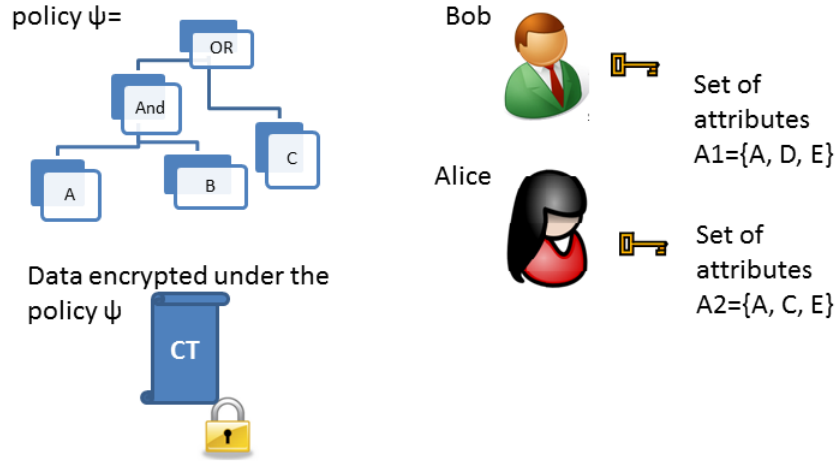 policy ψ=
OR
And
C
A
B
Data encrypted under the
policy ψ
CT
Bob
Set of
attributes
A1={A, D, E}
Alice
Set of
attributes
A2={A, C, E}